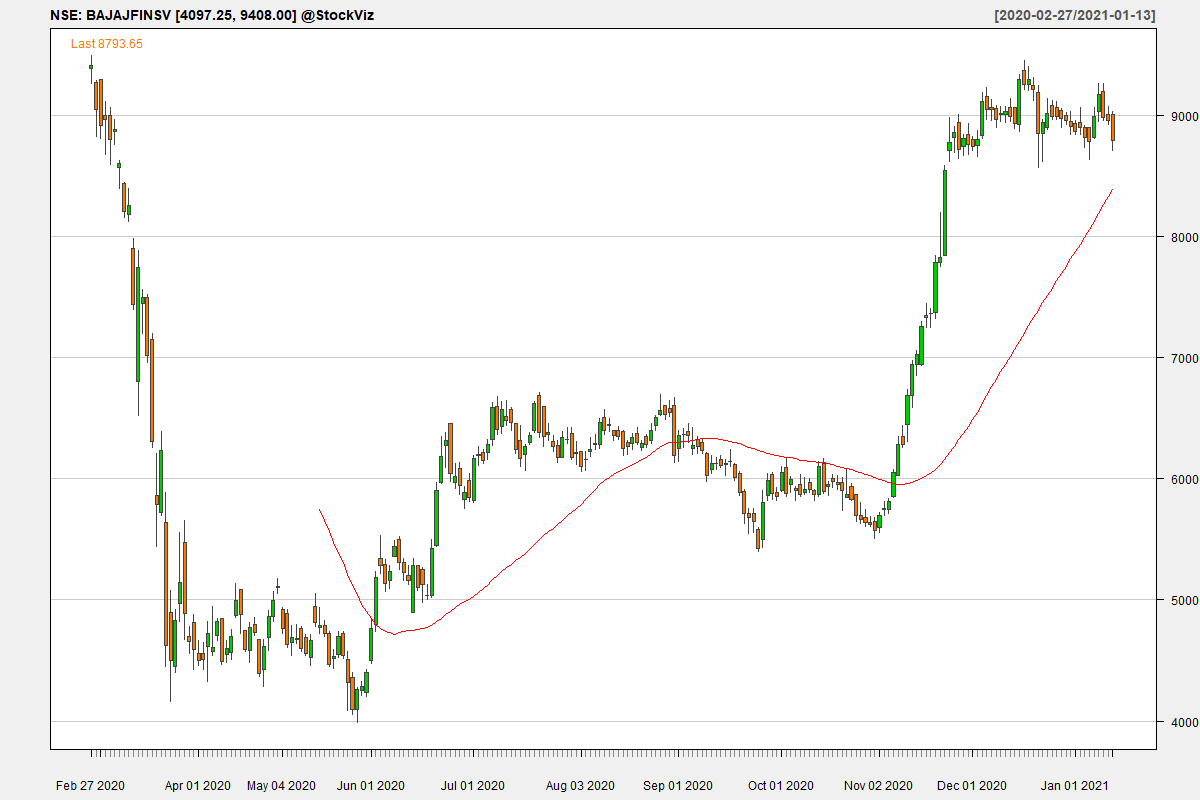 NSE: BAJAJFINSV [4097.25, 9408.00] @StockViz
[2020-02-27/2021-01-13]
Last 8793.65
9000
8000
7000
6000
5000
4000
Feb 27 2020
Apr 01 2020
May 04 2020
Jun 01 2020
Jul 01 2020
Aug 03 2020
Sep 01 2020
Oct 01 2020
Nov 02 2020
Dec 01 2020
Jan 01 2021